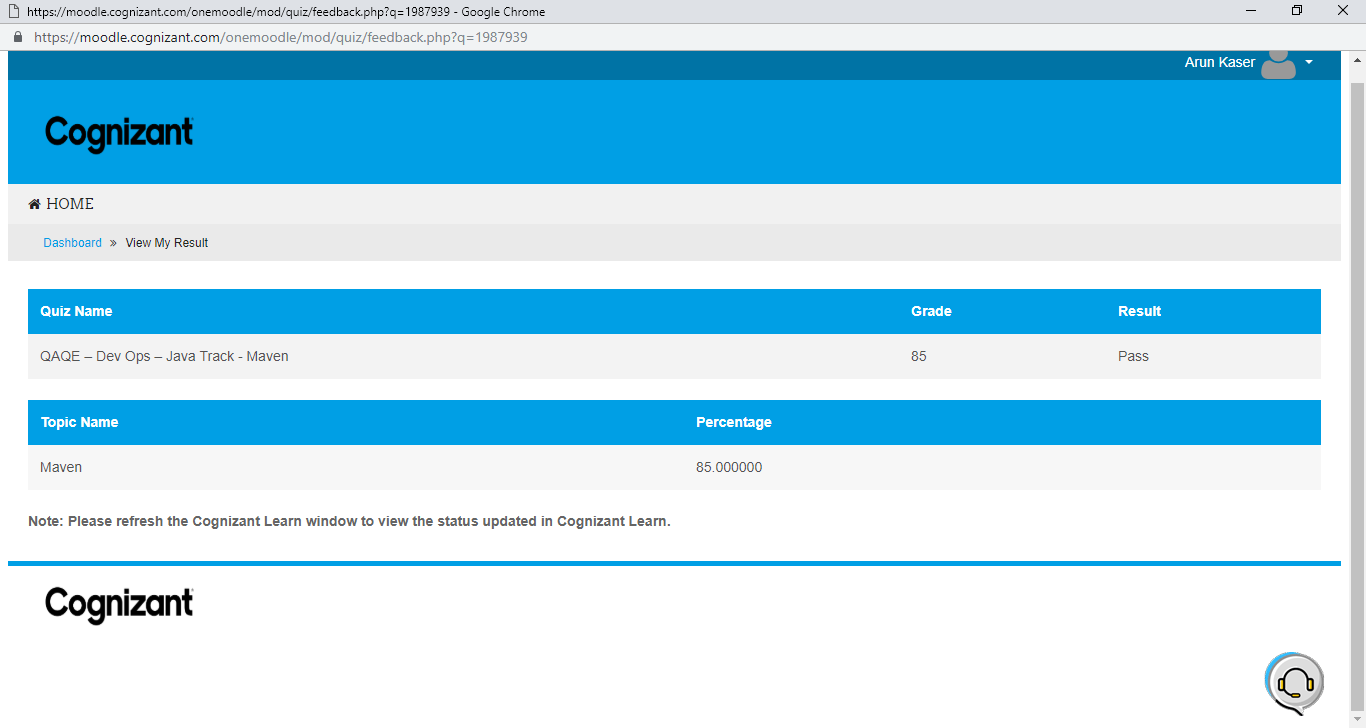 https://moodle.cognizant.com/onemoodle/mod/quiz/feedback.php?q=1987939 - Google Chrome
https://moodle.cognizant.com/onemoodle/mod/quiz/feedback.php?q=1987939
Arun Kaser
Cognizant
HOME
Dashboard » View My Result
Quiz Name Grade Result
QAQE – Dev Ops – Java Track - Maven 85 Pass
Topic Name Percentage
Maven 85.000000
Note: Please refresh the Cognizant Learn window to view the status updated in Cognizant Learn.
Cognizant